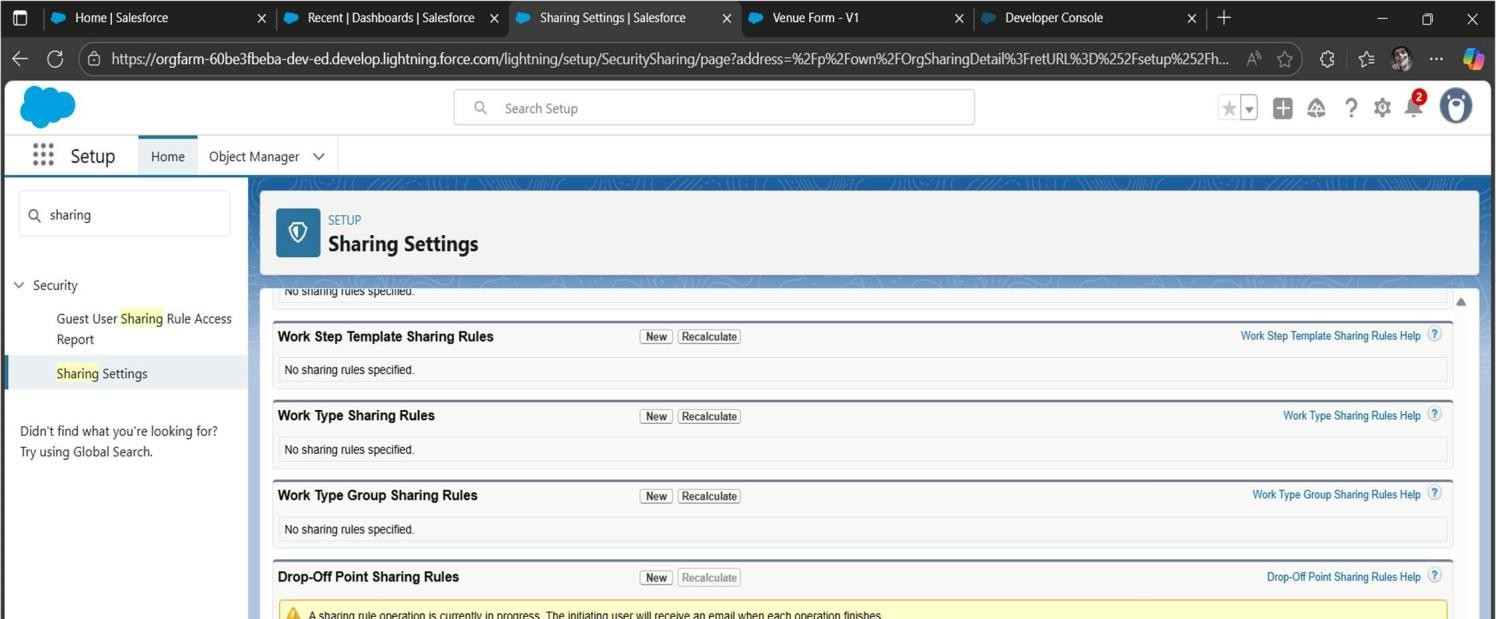 Home | Salesforce
Recent | Dashboards | Salesforce
Sharing Settings | Salesforce
Venue Form - V1
Developer Console
https://orgfarm-60be3fbeba-dev-ed.develop.lightning.force.com/lightning/setup/SecuritySharing/page?address=%2Fp%2Fown%2FOrgSharingDetail%3FretURL%3D%252Fsetup%252Fh...
Search Setup
2
Setup
Home
Object Manager
sharing
Security
Guest User Sharing Rule Access
Report
Sharing Settings
Didn't find what you're looking for?
Try using Global Search.
SETUP
Sharing Settings
No sharing rules specified.
Work Step Template Sharing Rules New Recalculate Work Step Template Sharing Rules Help ?
No sharing rules specified.
Work Type Sharing Rules New Recalculate Work Type Sharing Rules Help ?
No sharing rules specified.
Work Type Group Sharing Rules New Recalculate Work Type Group Sharing Rules Help ?
No sharing rules specified.
Drop-Off Point Sharing Rules New Recalculate Drop-Off Point Sharing Rules Help ?
A sharing rule operation is currently in progress. The initiating user will receive an email when each operation finishes.